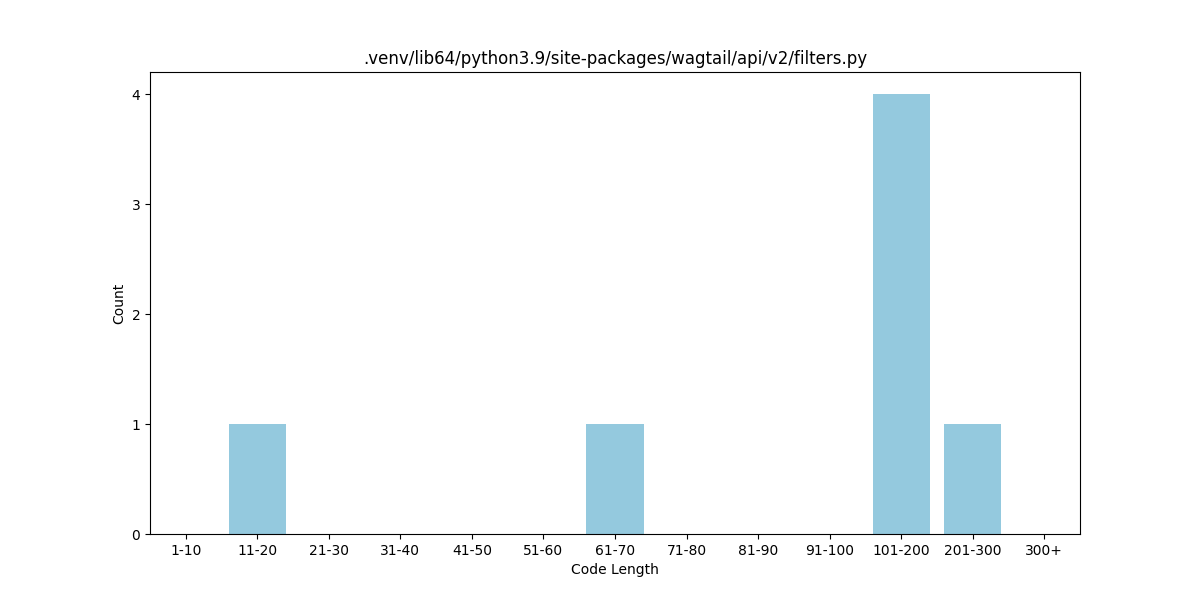 .venv/lib64/python3.9/site-packages/wagtail/api/v2/filters.py
4
3
2
1
0
Count
1-10 11-20 21-30 31-40 41-50 51-60 61-70 71-80 81-90 91-100 101-200 201-300 300+
Code Length